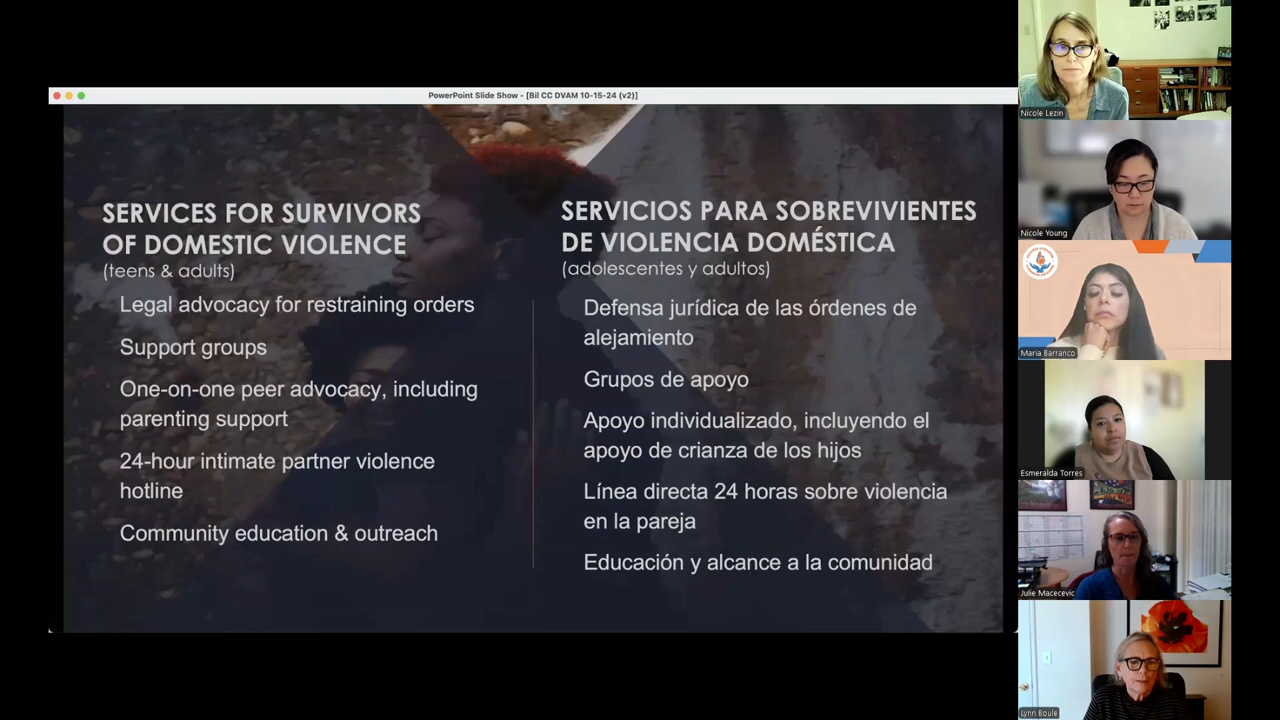 PowerPoint Slide Show - [Bil CC DVAM 10-15-24 (v2)]
SERVICES FOR SURVIVORS
OF DOMESTIC VIOLENCE
(teens & adults)
Legal advocacy for restraining orders
Support groups
One-on-one peer advocacy, including
parenting support
24-hour intimate partner violence
hotline
Community education & outreach
SERVICIOS PARA SOBREVIVIENTES
DE VIOLENCIA DOMÉSTICA
(adolescentes y adultos)
Defensa jurídica de las órdenes de
alejamiento
Grupos de apoyo
Apoyo individualizado, incluyendo el
apoyo de crianza de los hijos
Línea directa 24 horas sobre violencia
en la pareja
Educación y alcance a la comunidad
Nicole Lezin
Nicole Young
Maria Barranco
Esmeralda Torres
Julie Macecevic
Lynn Boule